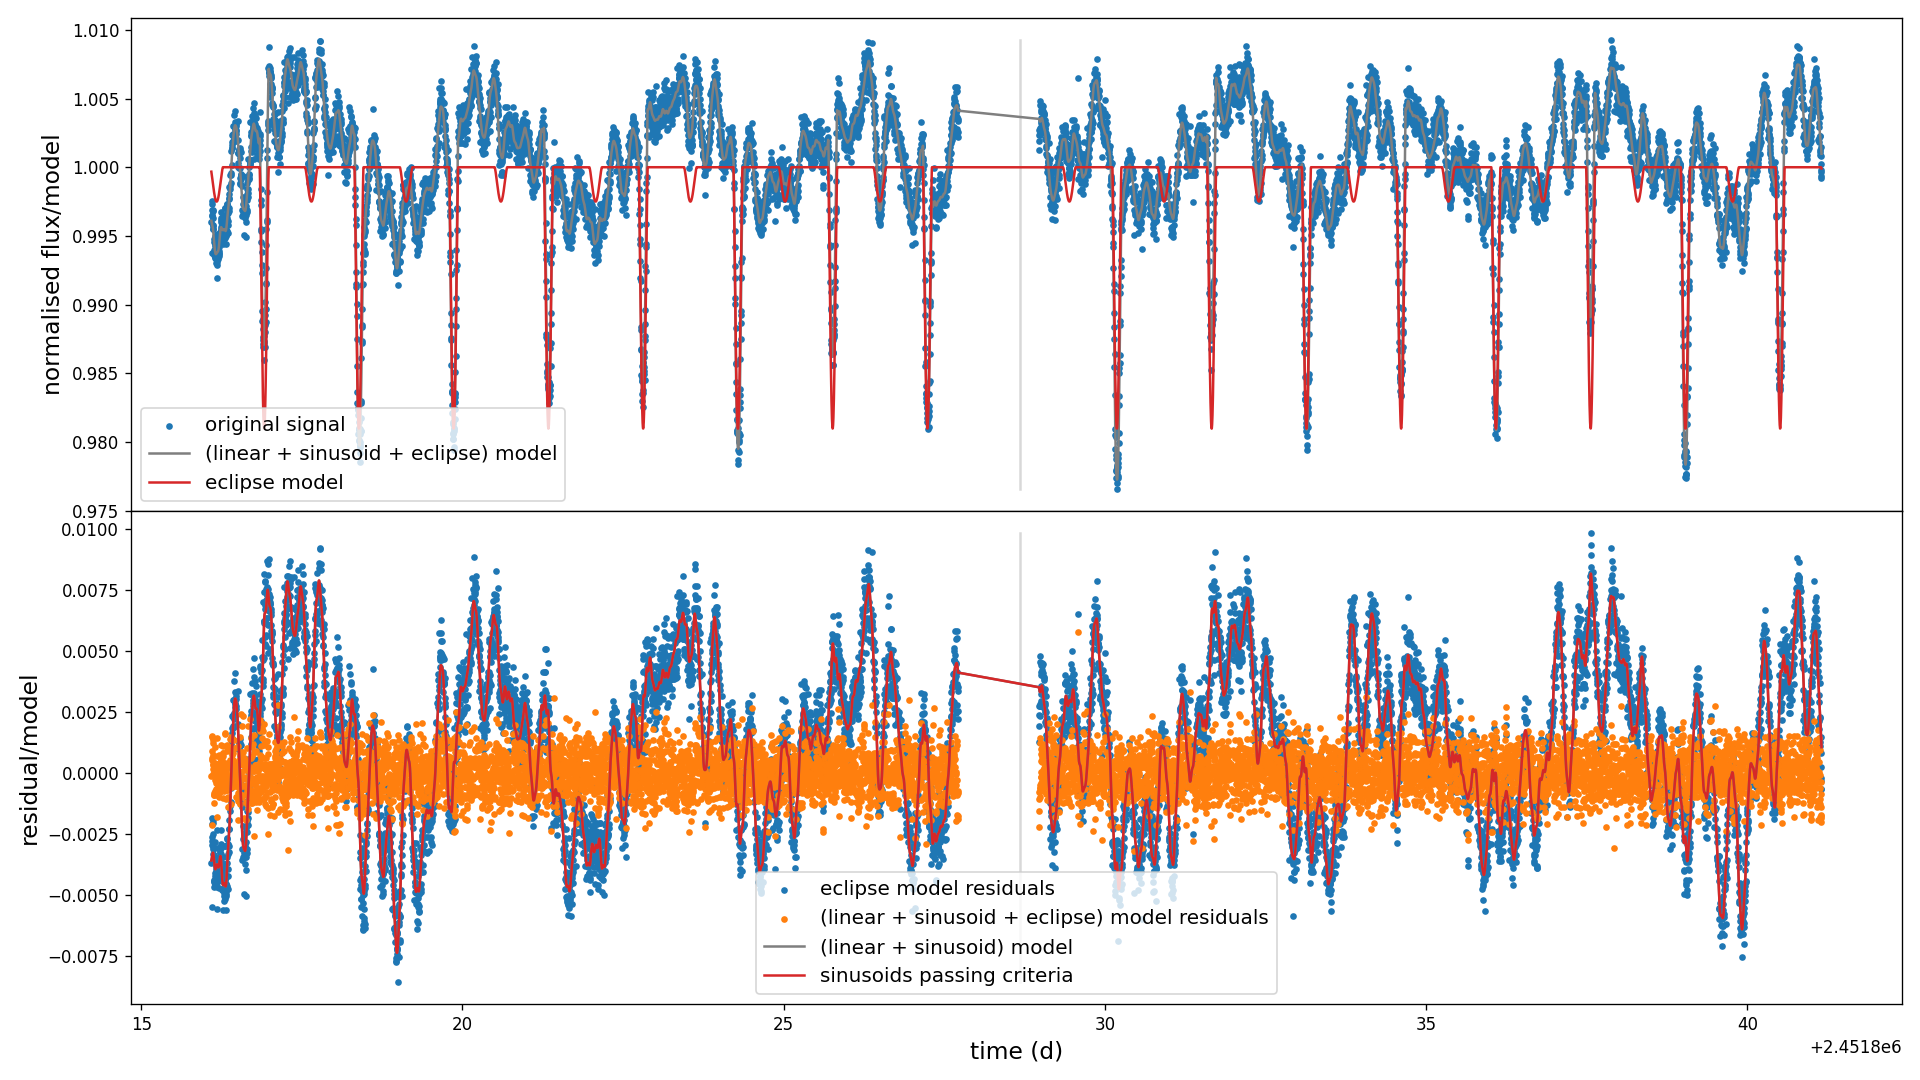 1.010
1.005
1.000
0.995
0.990
0.985
0.980
0.975
normalised flux/model
original signal
(linear + sinusoid + eclipse) model
eclipse model
0.0100
0.0075
0.0050
0.0025
0.0000
−0.0025
−0.0050
−0.0075
residual/model
eclipse model residuals
(linear + sinusoid + eclipse) model residuals
(linear + sinusoid) model
sinusoids passing criteria
15 20 25 30 35 40
time (d)
+2.4518e6